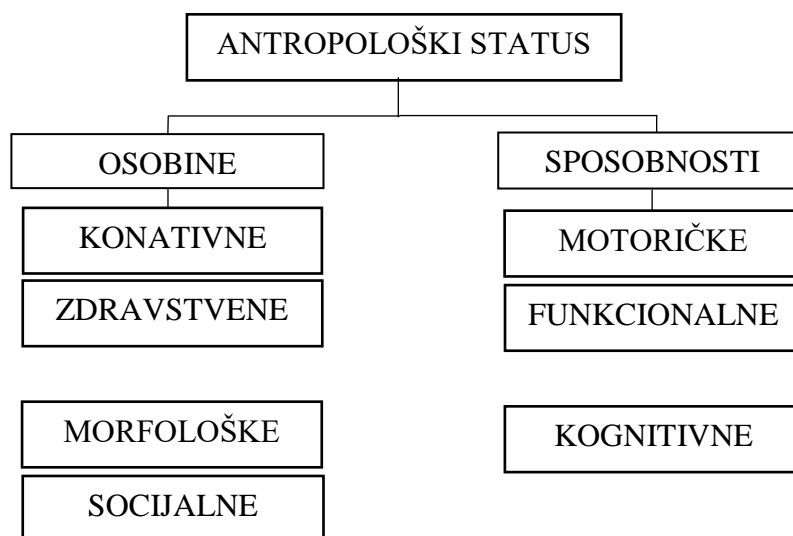 ANTROPOLOŠKI STATUS
OSOBINE
KONATIVNE
ZDRAVSTVENE
MORFOLOŠKE
SOCIJALNE
SPOSOBNOSTI
MOTORIČKE
FUNKCIONALNE
KOGNITIVNE